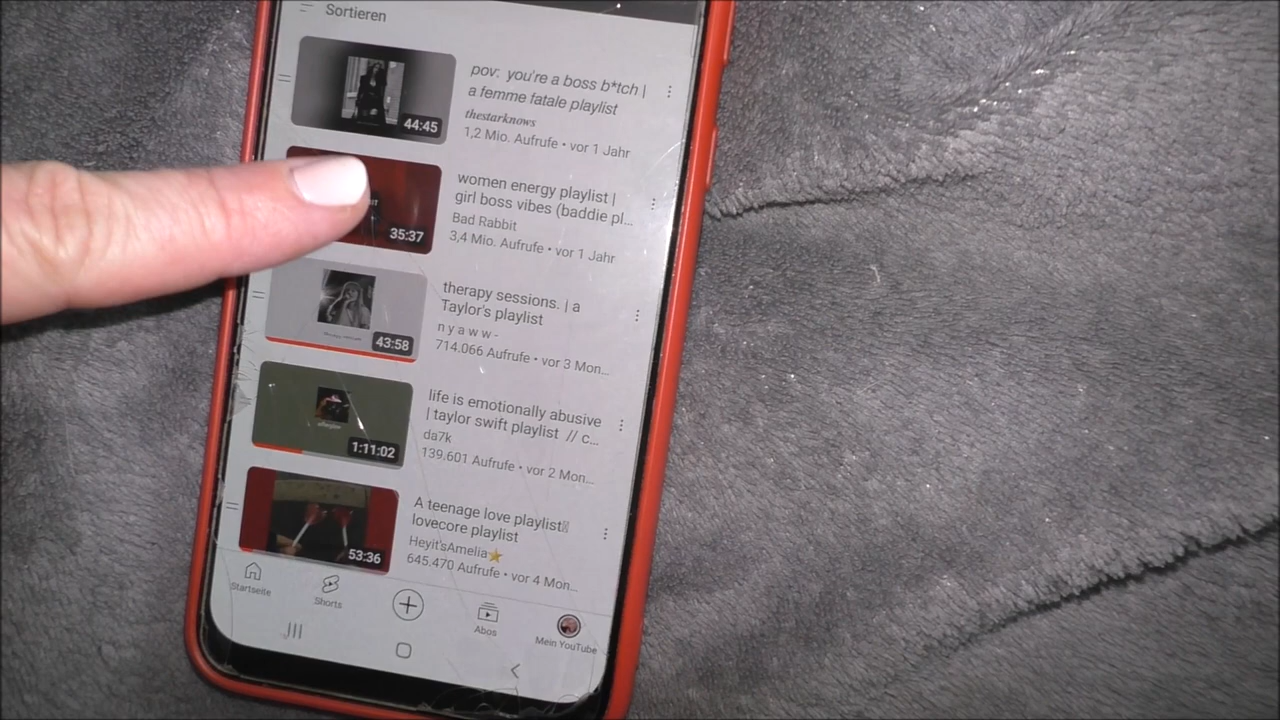 Sortieren
pov: you're a boss b*tch |
a femme fatale playlist
thestarknows
1,2 Mio. Aufrufe • vor 1 Jahr
44:45
women energy playlist |
girl boss vibes (baddie pl...
Bad Rabbit
3,4 Mio. Aufrufe • vor 1 Jahr
35:37
therapy sessions. | a
Taylor's playlist
n y a w w -
714.066 Aufrufe • vor 3 Mon...
43:58
life is emotionally abusive
| taylor swift playlist // c...
da7k
139.601 Aufrufe • vor 2 Mon...
1:11:02
A teenage love playlist
lovecore playlist
Heyit'sAmelia⭐
645.470 Aufrufe • vor 4 Mon...
53:36
Startseite
Shorts
Abos
Mein YouTube